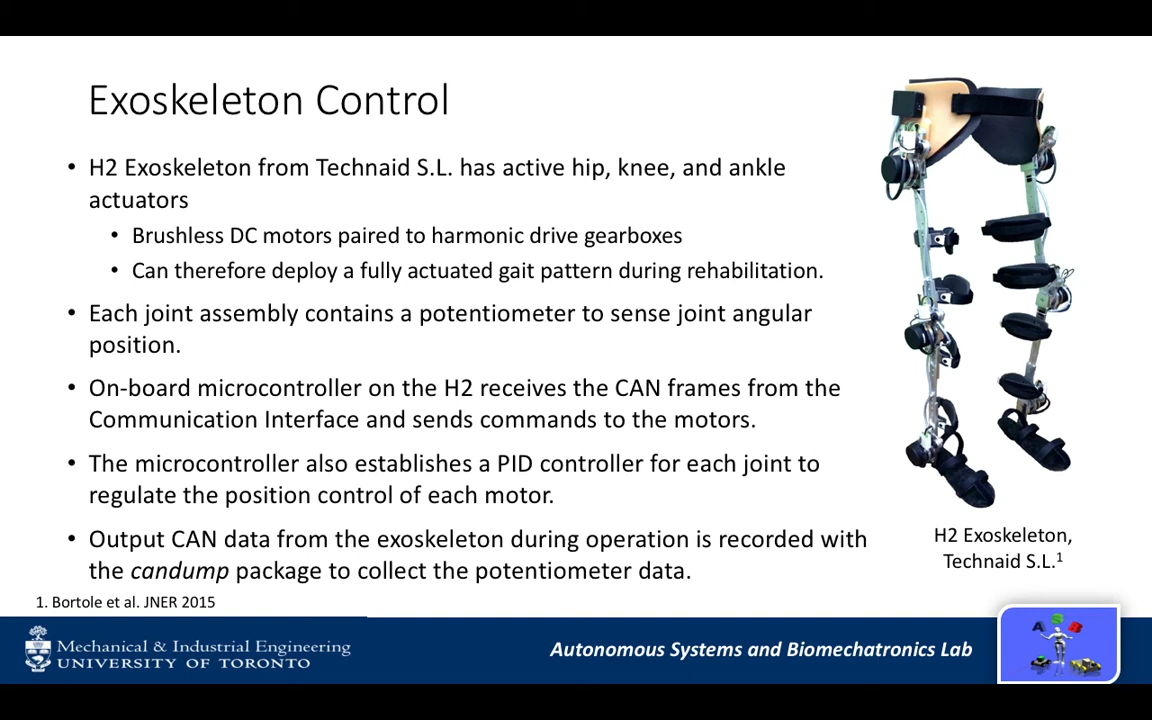 Exoskeleton Control
• H2 Exoskeleton from Technaid S.L. has active hip, knee, and ankle
actuators
• Brushless DC motors paired to harmonic drive gearboxes
• Can therefore deploy a fully actuated gait pattern during rehabilitation.
• Each joint assembly contains a potentiometer to sense joint angular
position.
• On-board microcontroller on the H2 receives the CAN frames from the
Communication Interface and sends commands to the motors.
• The microcontroller also establishes a PID controller for each joint to
regulate the position control of each motor.
• Output CAN data from the exoskeleton during operation is recorded with
the candump package to collect the potentiometer data.
H2 Exoskeleton,
Technaid S.L.¹
1. Bortole et al. JNER 2015
Mechanical & Industrial Engineering
UNIVERSITY OF TORONTO
Autonomous Systems and Biomechatronics Lab
A S B